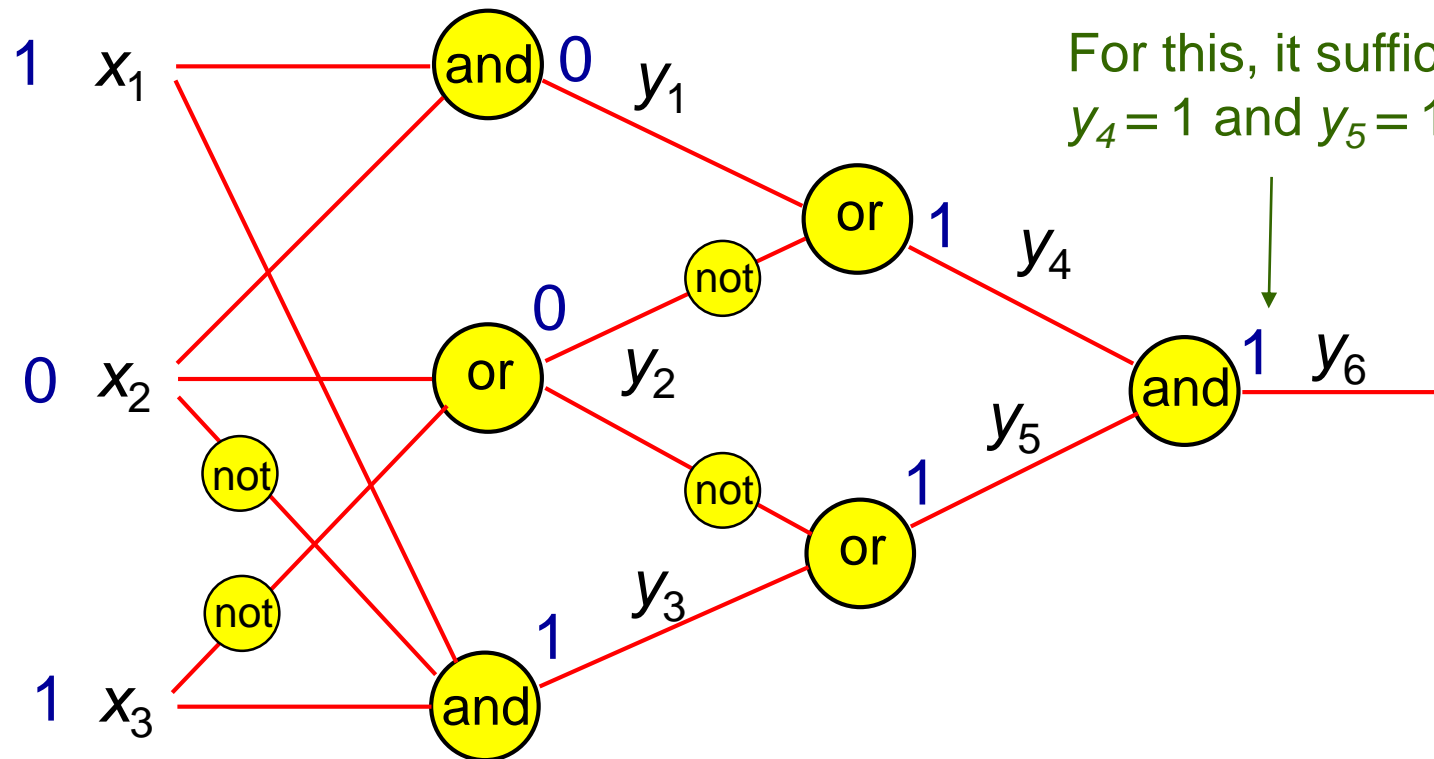 For this, it suffic
y4 = 1 and y5 = 1
1 x1 and 0 y1
or 1 y4
not
0
0 x2 or y2
and 1 y6
y5
not
not
1
or
not
y3
1
1 x3 and